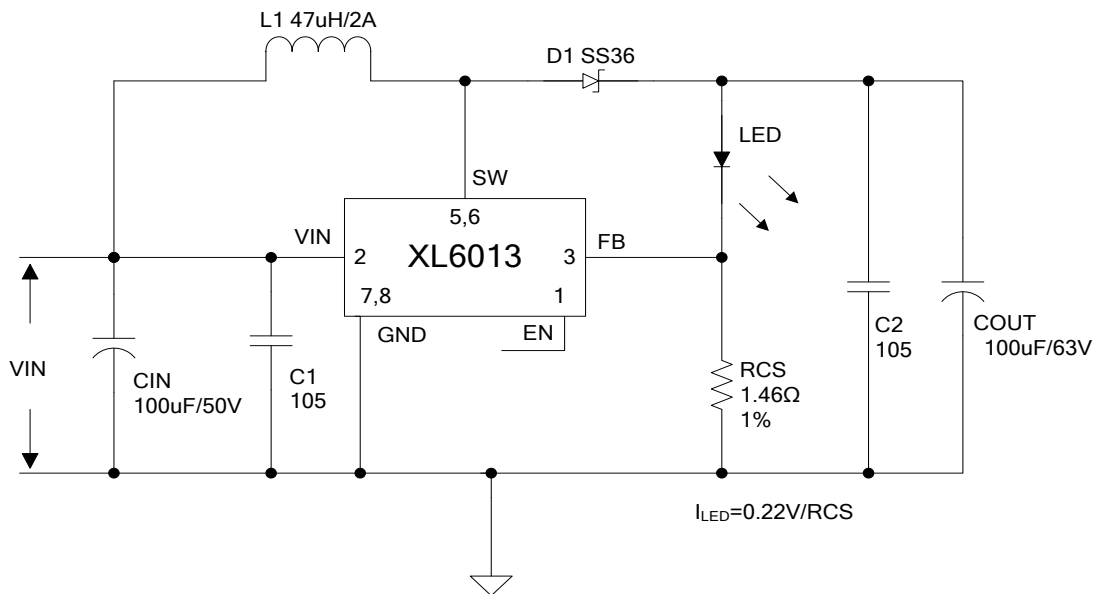 L1 47uH/2A
D1 SS36
LED
SW
5,6
VIN
2
XL6013
3
FB
7,8
1
GND
EN
VIN
CIN
100uF/50V
C1
105
RCS
1.46Ω
1%
C2
105
COUT
100uF/63V
ILED=0.22V/RCS